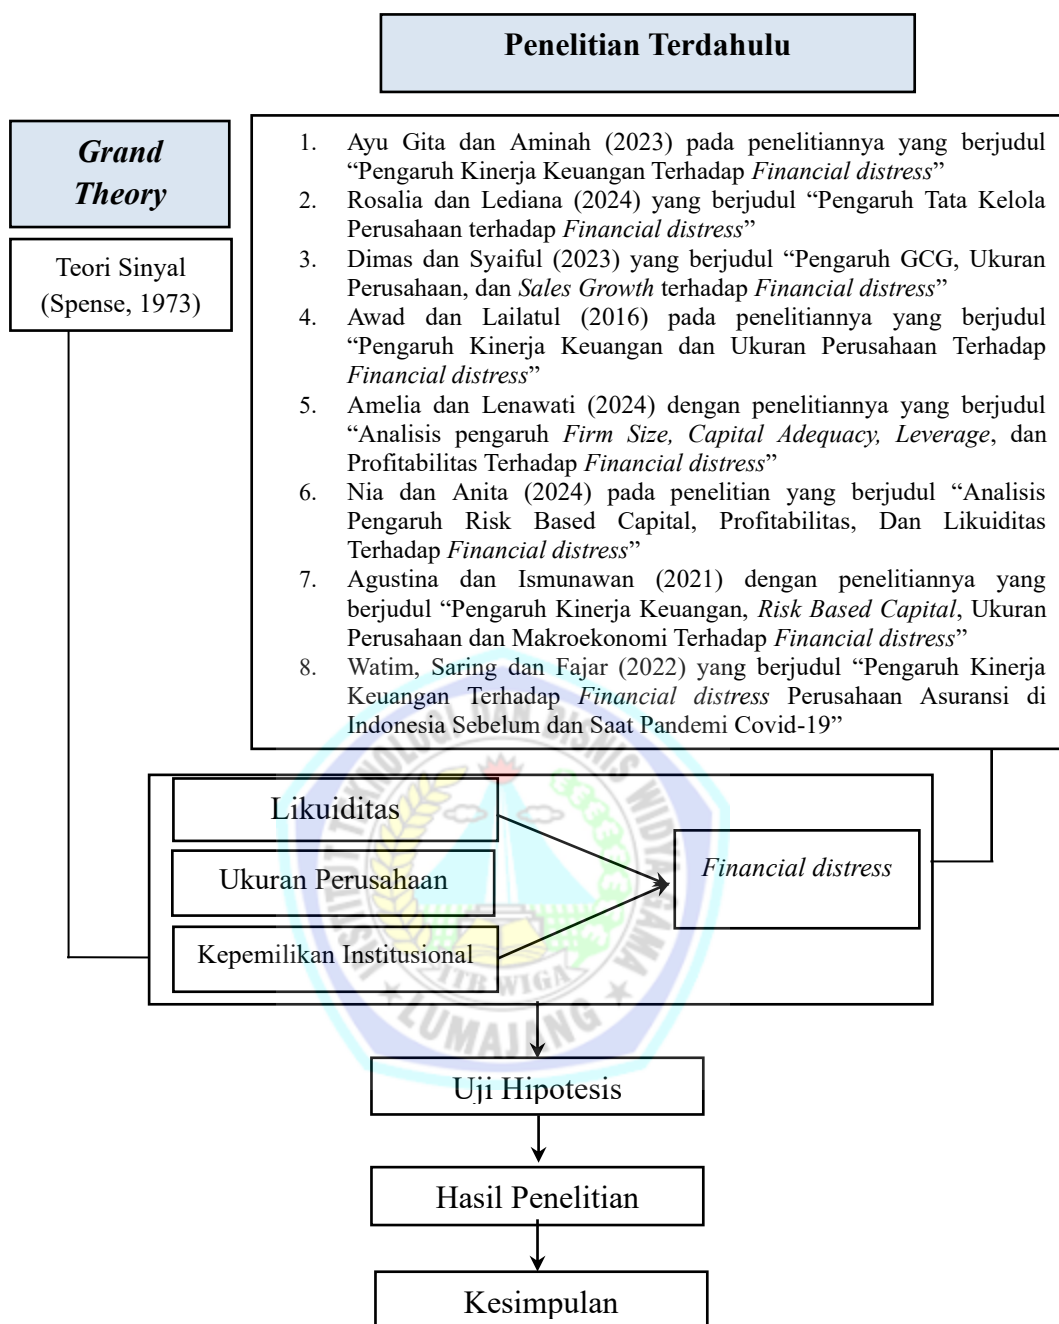 Penelitian Terdahulu
Grand
Theory
Teori Sinyal
(Spense, 1973)
1. Ayu Gita dan Aminah (2023) pada penelitiannya yang berjudul
“Pengaruh Kinerja Keuangan Terhadap Financial distress”
2. Rosalia dan Lediana (2024) yang berjudul “Pengaruh Tata Kelola
Perusahaan terhadap Financial distress”
3. Dimas dan Syaiful (2023) yang berjudul “Pengaruh GCG, Ukuran
Perusahaan, dan Sales Growth terhadap Financial distress”
4. Awad dan Lailatul (2016) pada penelitiannya yang berjudul
“Pengaruh Kinerja Keuangan dan Ukuran Perusahaan Terhadap
Financial distress”
5. Amelia dan Lenawati (2024) dengan penelitiannya yang berjudul
“Analisis pengaruh Firm Size, Capital Adequacy, Leverage, dan
Profitabilitas Terhadap Financial distress”
6. Nia dan Anita (2024) pada penelitian yang berjudul “Analisis
Pengaruh Risk Based Capital, Profitabilitas, Dan Likuiditas
Terhadap Financial distress”
7. Agustina dan Ismunawan (2021) dengan penelitiannya yang
berjudul “Pengaruh Kinerja Keuangan, Risk Based Capital, Ukuran
Perusahaan dan Makroekonomi Terhadap Financial distress”
8. Watim, Saring dan Fajar (2022) yang berjudul “Pengaruh Kinerja
Keuangan Terhadap Financial distress Perusahaan Asuransi di
Indonesia Sebelum dan Saat Pandemi Covid-19”
Likuiditas
Ukuran Perusahaan
Kepemilikan Institusional
Financial distress
INSTITUT TEKNOLOGI DAN BISNIS WIDYA GAMA
ITB WIGA
LUMAJANG
Uji Hipotesis
Hasil Penelitian
Kesimpulan